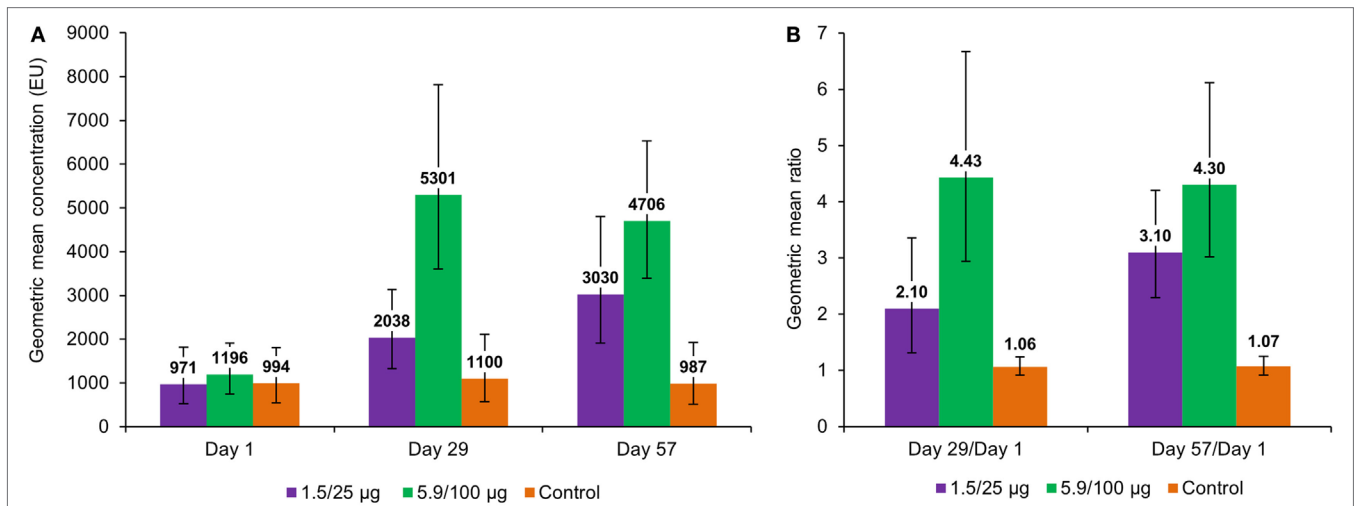 A
Geometric mean concentration (EU)
9000
8000
7000
6000
5000
4000
3000
2000
1000
0
971
1196
994
2038
5301
1100
3030
4706
987
Day 1
Day 29
Day 57
1.5/25 µg
5.9/100 µg
Control
B
Geometric mean ratio
7
6
5
4
3
2
1
0
2.10
4.43
1.06
3.10
4.30
1.07
Day 29/Day 1
Day 57/Day 1
1.5/25 µg
5.9/100 µg
Control